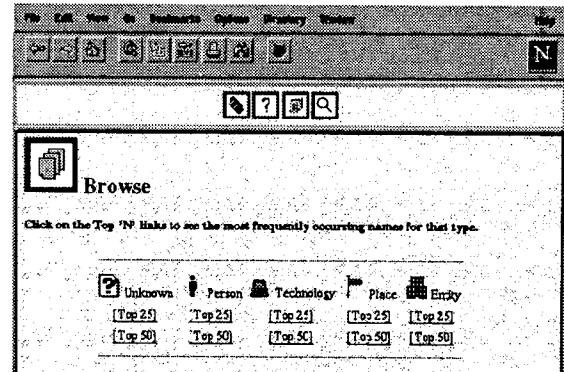 File Edit View Go Bookmarks Options Directory Window Help
N
?
Browse
Click on the Top 'N' links to see the most frequently occurring names for this type.
? Unknown Person Technology Place Entity
[Top 25] [Top 25] [Top 25] [Top 25] [Top 25]
[Top 50] [Top 50] [Top 50] [Top 50] [Top 50]